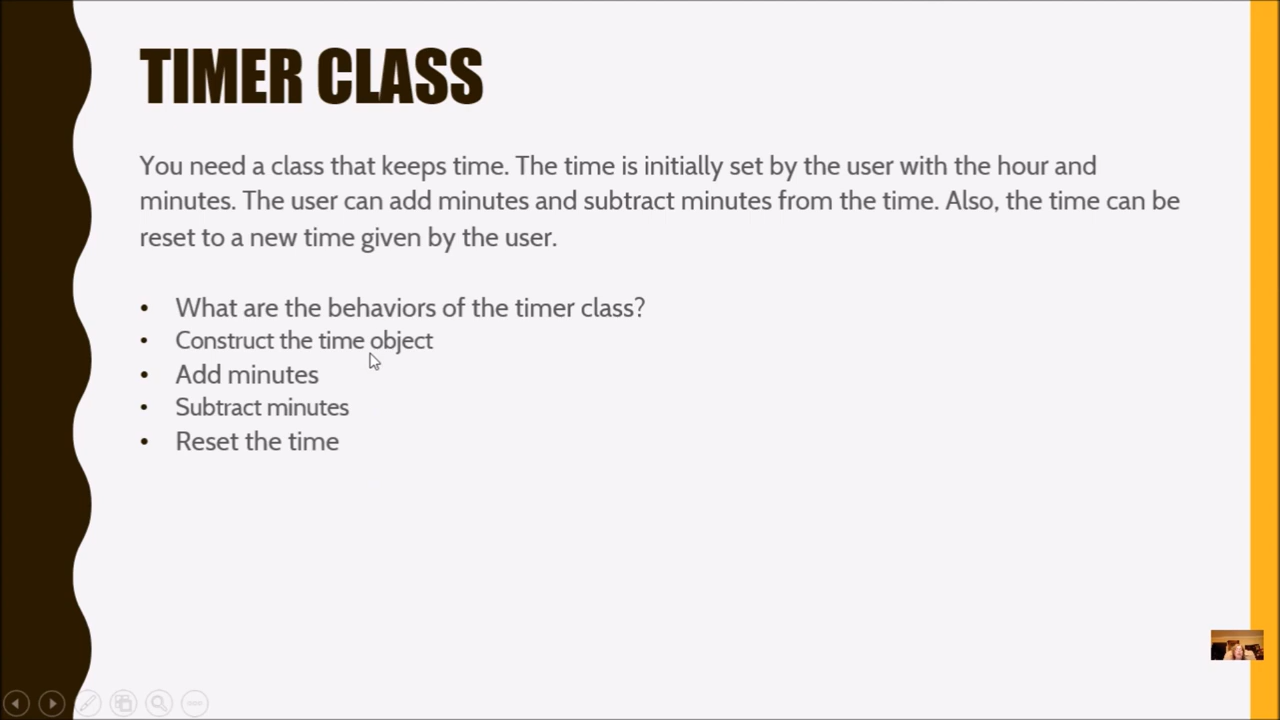 TIMER CLASS
You need a class that keeps time. The time is initially set by the user with the hour and
minutes. The user can add minutes and subtract minutes from the time. Also, the time can be
reset to a new time given by the user.
• What are the behaviors of the timer class?
• Construct the time object
• Add minutes
• Subtract minutes
• Reset the time